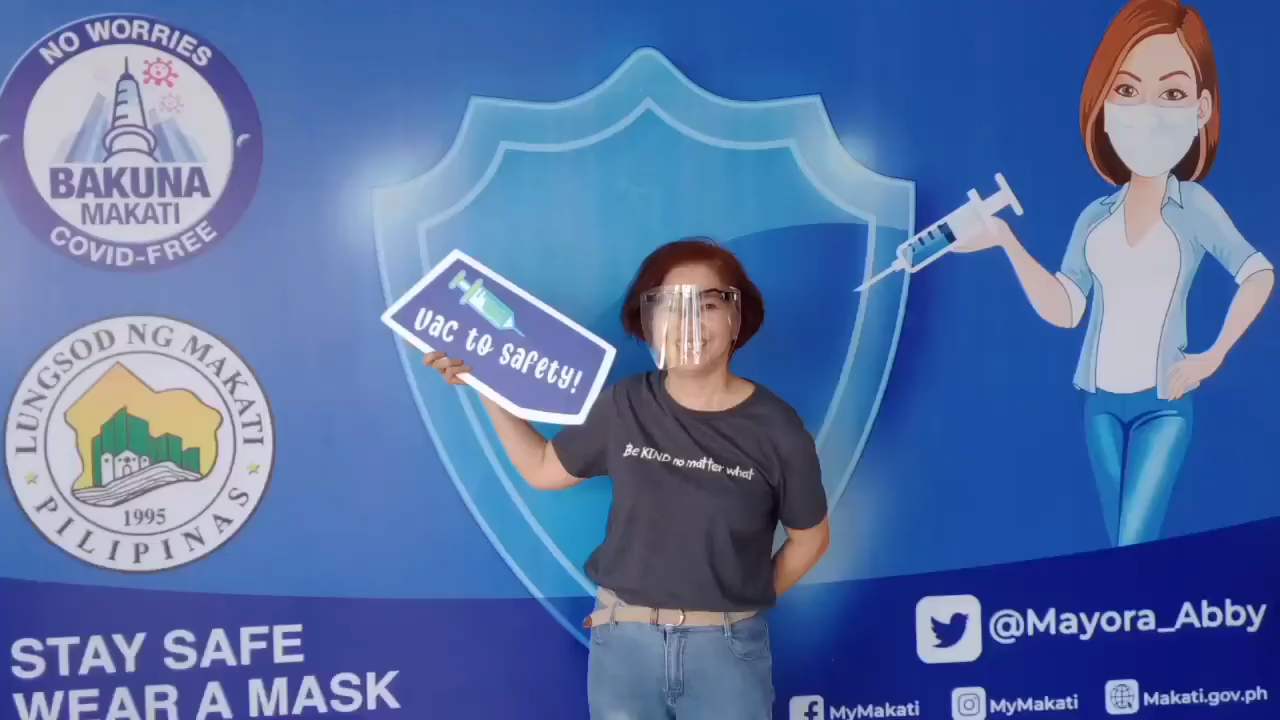 NO WORRIES
BAKUNA
MAKATI
COVID-FREE
LUNGSOD NG MAKATI
1995
PILIPINAS
STAY SAFE
WEAR A MASK
vac to safety!
Be KIND no matter what
@Mayora_Abby
MyMakati
MyMakati
Makati.gov.ph